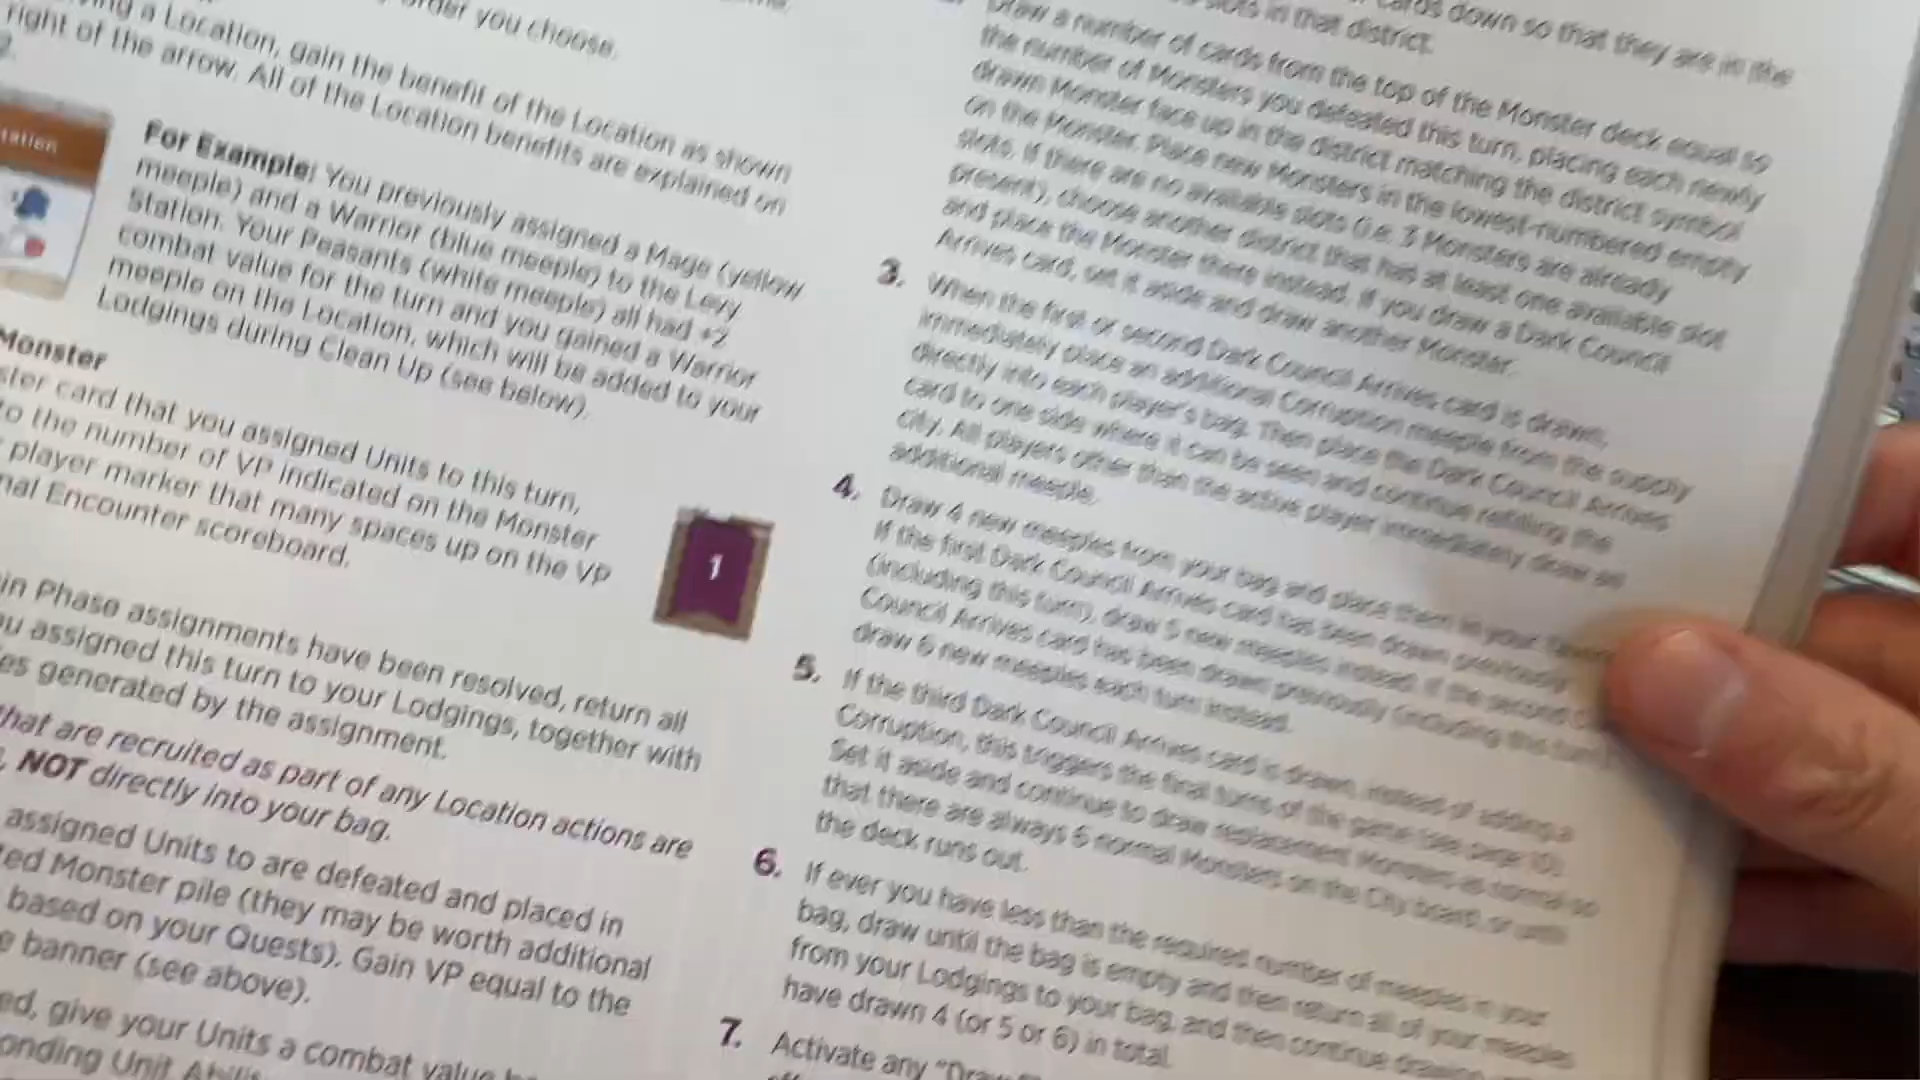 order you choose.
ing a Location, gain the benefit of the Location as shown
right of the arrow. All of the Location benefits are explained on
2.
For Example: You previously assigned a Mage (yellow
meeple) and a Warrior (blue meeple) to the Levy
Station. Your Peasants (white meeple) all had +2
combat value for the turn and you gained a Warrior
meeple on the Location, which will be added to your
Lodgings during Clean Up (see below).
Monster
ster card that you assigned Units to this turn,
to the number of VP indicated on the Monster
player marker that many spaces up on the VP
nal Encounter scoreboard.
1
in Phase assignments have been resolved, return all
ou assigned this turn to your Lodgings, together with
es generated by the assignment.
that are recruited as part of any Location actions are
, NOT directly into your bag.
assigned Units to are defeated and placed in
ted Monster pile (they may be worth additional
based on your Quests). Gain VP equal to the
e banner (see above).
ed, give your Units a combat value
onding Unit
cards down so that they are in the
slots in that district.
Draw a number of cards from the top of the Monster deck equal to
the number of Monsters you defeated this turn, placing each newly
drawn Monster face up in the district matching the district symbol
on the Monster. Place new Monsters in the lowest-numbered empty
slots. If there are no available slots (i.e. 3 Monsters are already
present), choose another district that has at least one available slot
and place the Monster there instead. If you draw a Dark Council
Arrives card, set it aside and draw another Monster.
3. When the first or second Dark Council Arrives card is drawn,
immediately place an additional Corruption meeple from the supply
directly into each player's bag. Then place the Dark Council Arrives
card to one side where it can be seen and continue refilling the
city. All players other than the active player immediately draw an
additional meeple.
4. Draw 4 new meeples from your bag and place them in your
If the first Dark Council Arrives card has been drawn previously
(including this turn), draw 5 new meeples instead. If the second
Council Arrives card has been drawn previously (including this turn)
draw 6 new meeples each turn instead.
5. If the third Dark Council Arrives card is drawn, instead of adding a
Corruption, this triggers the final turns of the game (see page 10).
Set it aside and continue to draw replacement Monsters as normal so
that there are always 6 normal Monsters on the City board, or until
the deck runs out.
6. If ever you have less than the required number of meeples in your
bag, draw until the bag is empty and then return all of your meeples
from your Lodgings to your bag, and then continue drawing
have drawn 4 (or 5 or 6) in total.
7. Activate any